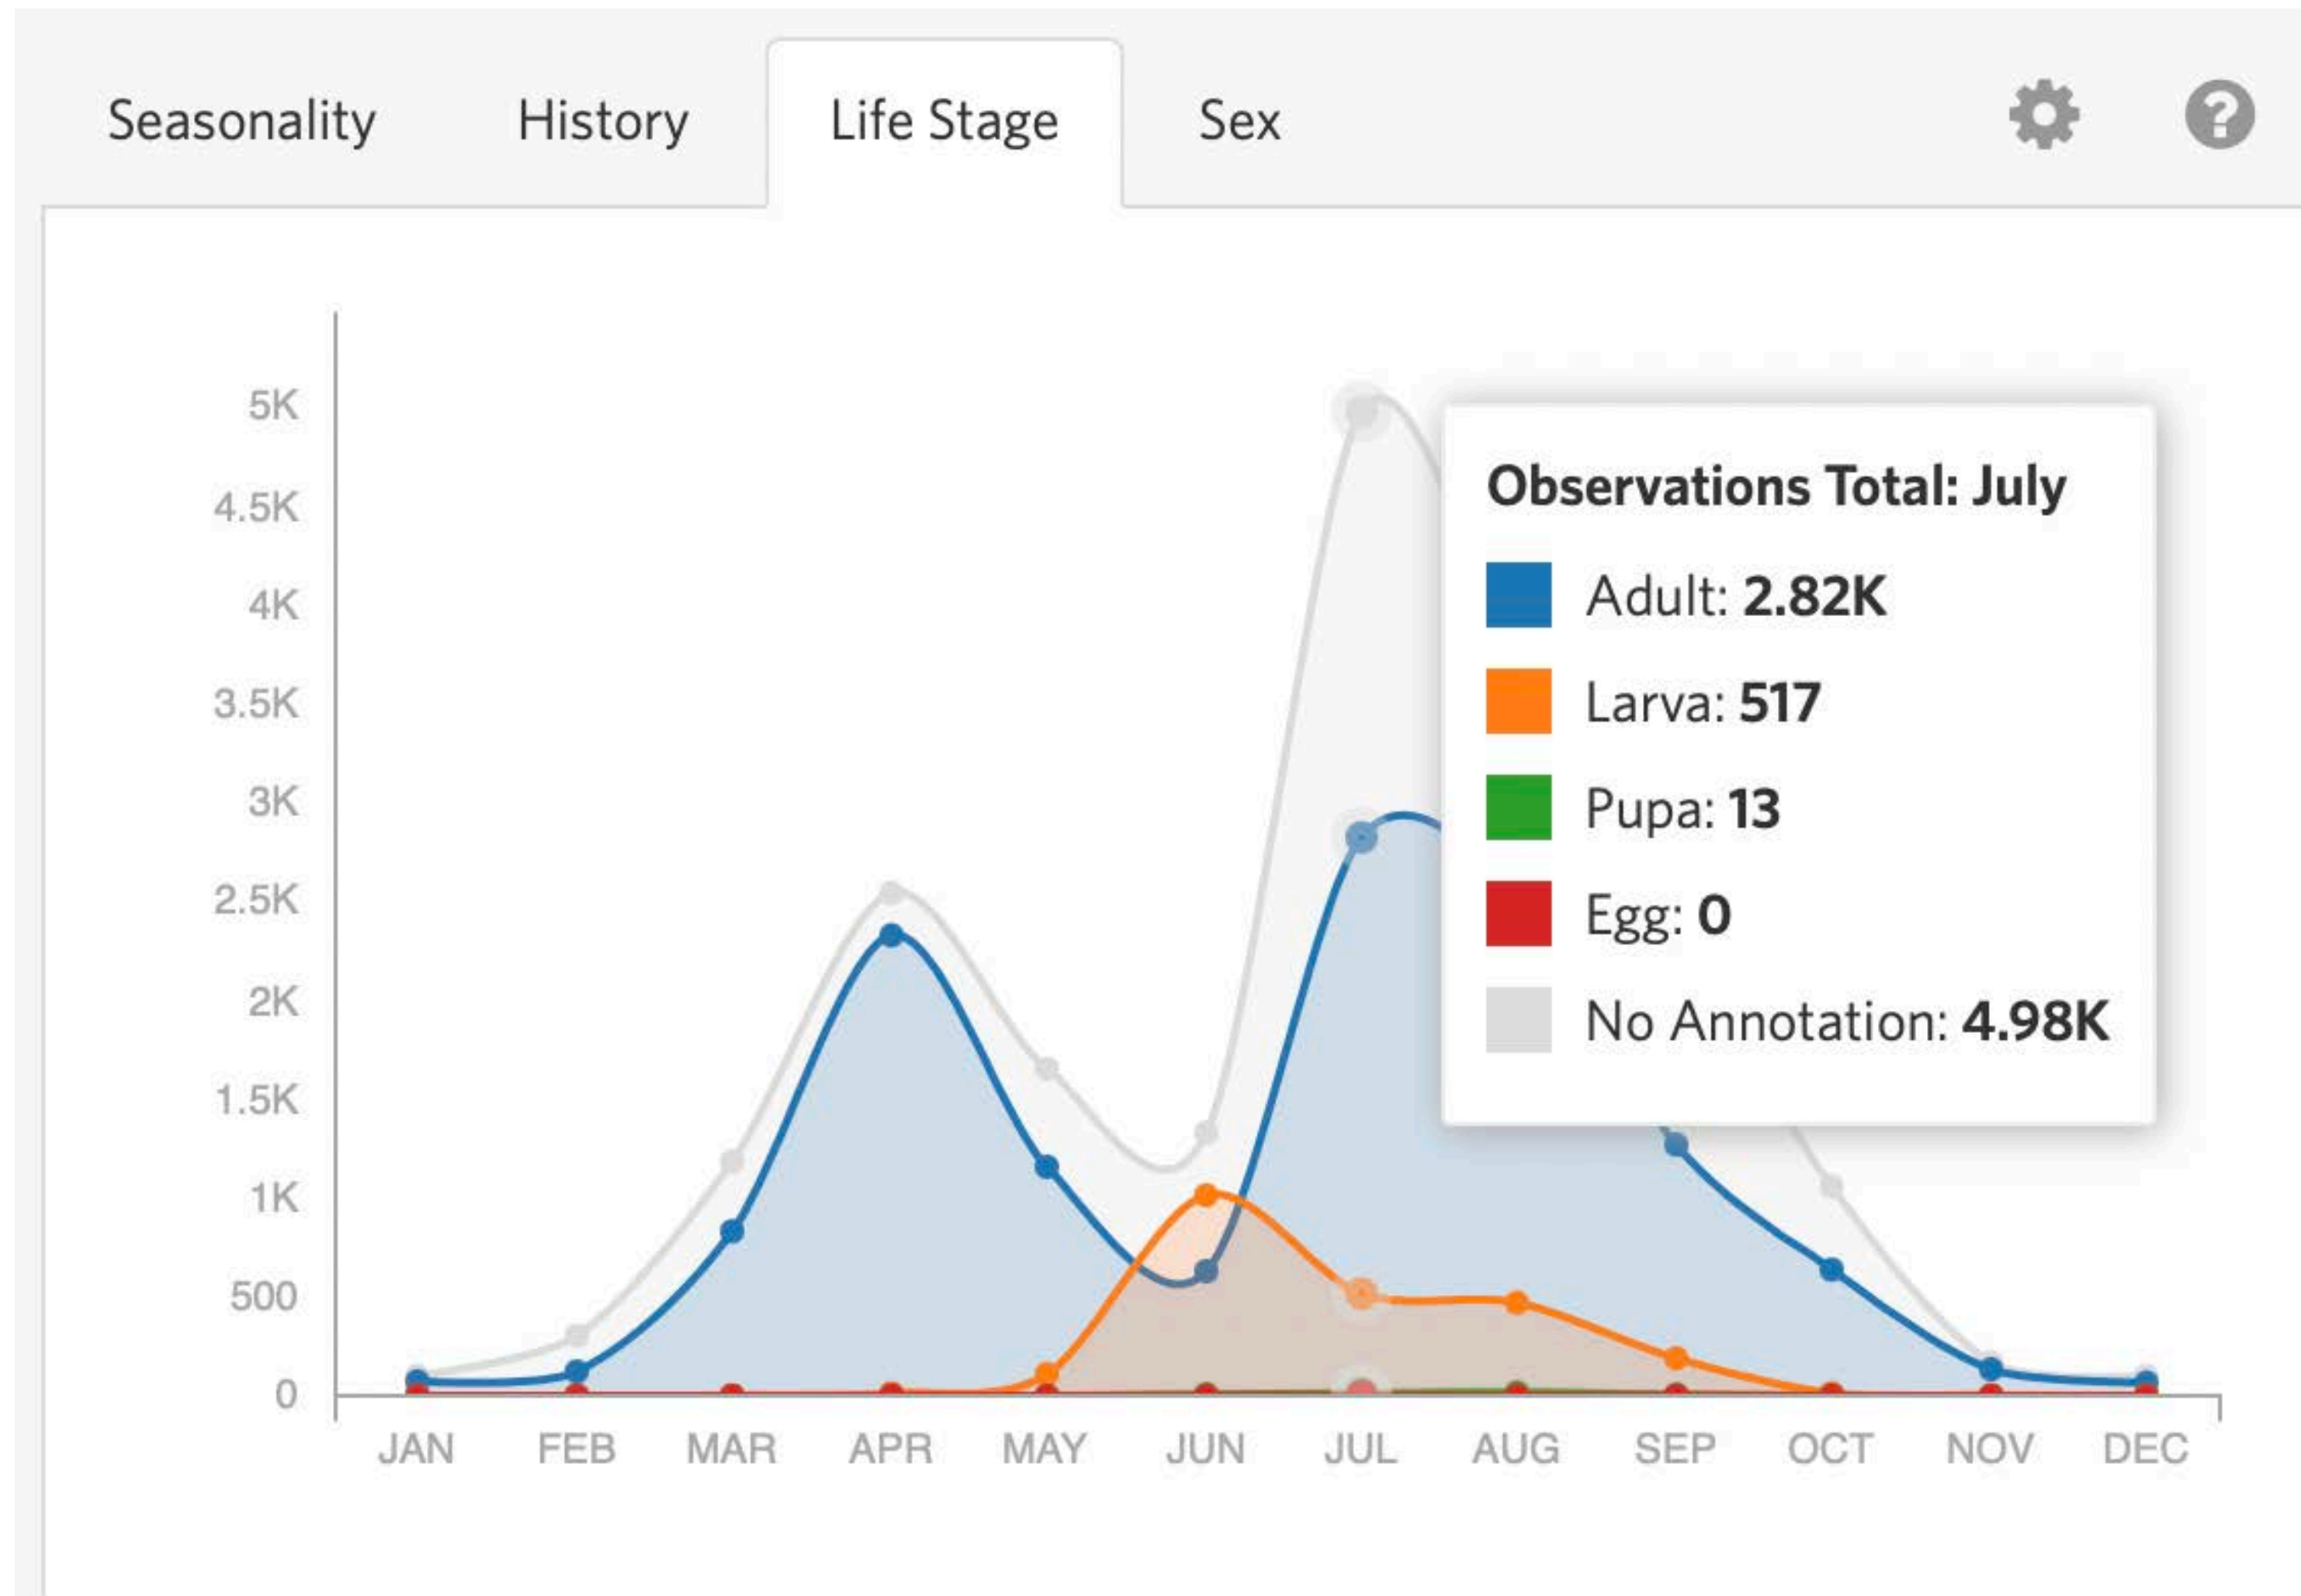 Seasonality History Life Stage Sex
5K
4.5K
4K
3.5K
3K
2.5K
2K
1.5K
1K
500
0
JAN FEB MAR APR MAY JUN JUL AUG SEP OCT NOV DEC
Observations Total: July
Adult: 2.82K
Larva: 517
Pupa: 13
Egg: 0
No Annotation: 4.98K